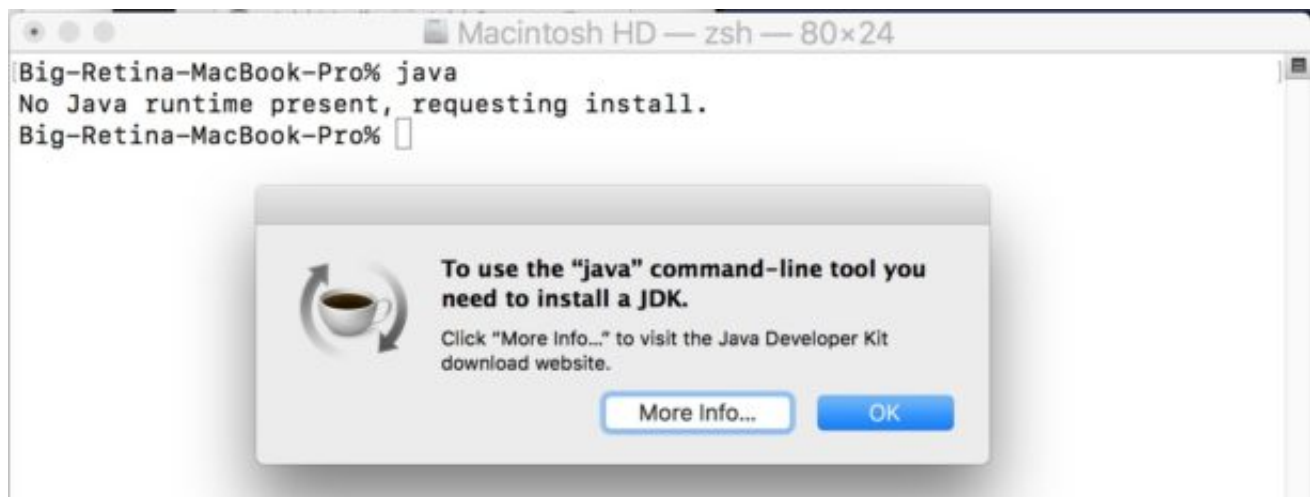 Macintosh HD — zsh — 80×24
[Big-Retina-MacBook-Pro% java ]
No Java runtime present, requesting install.
Big-Retina-MacBook-Pro%
To use the “java” command-line tool you
need to install a JDK.
Click “More Info...” to visit the Java Developer Kit
download website.
More Info...
OK